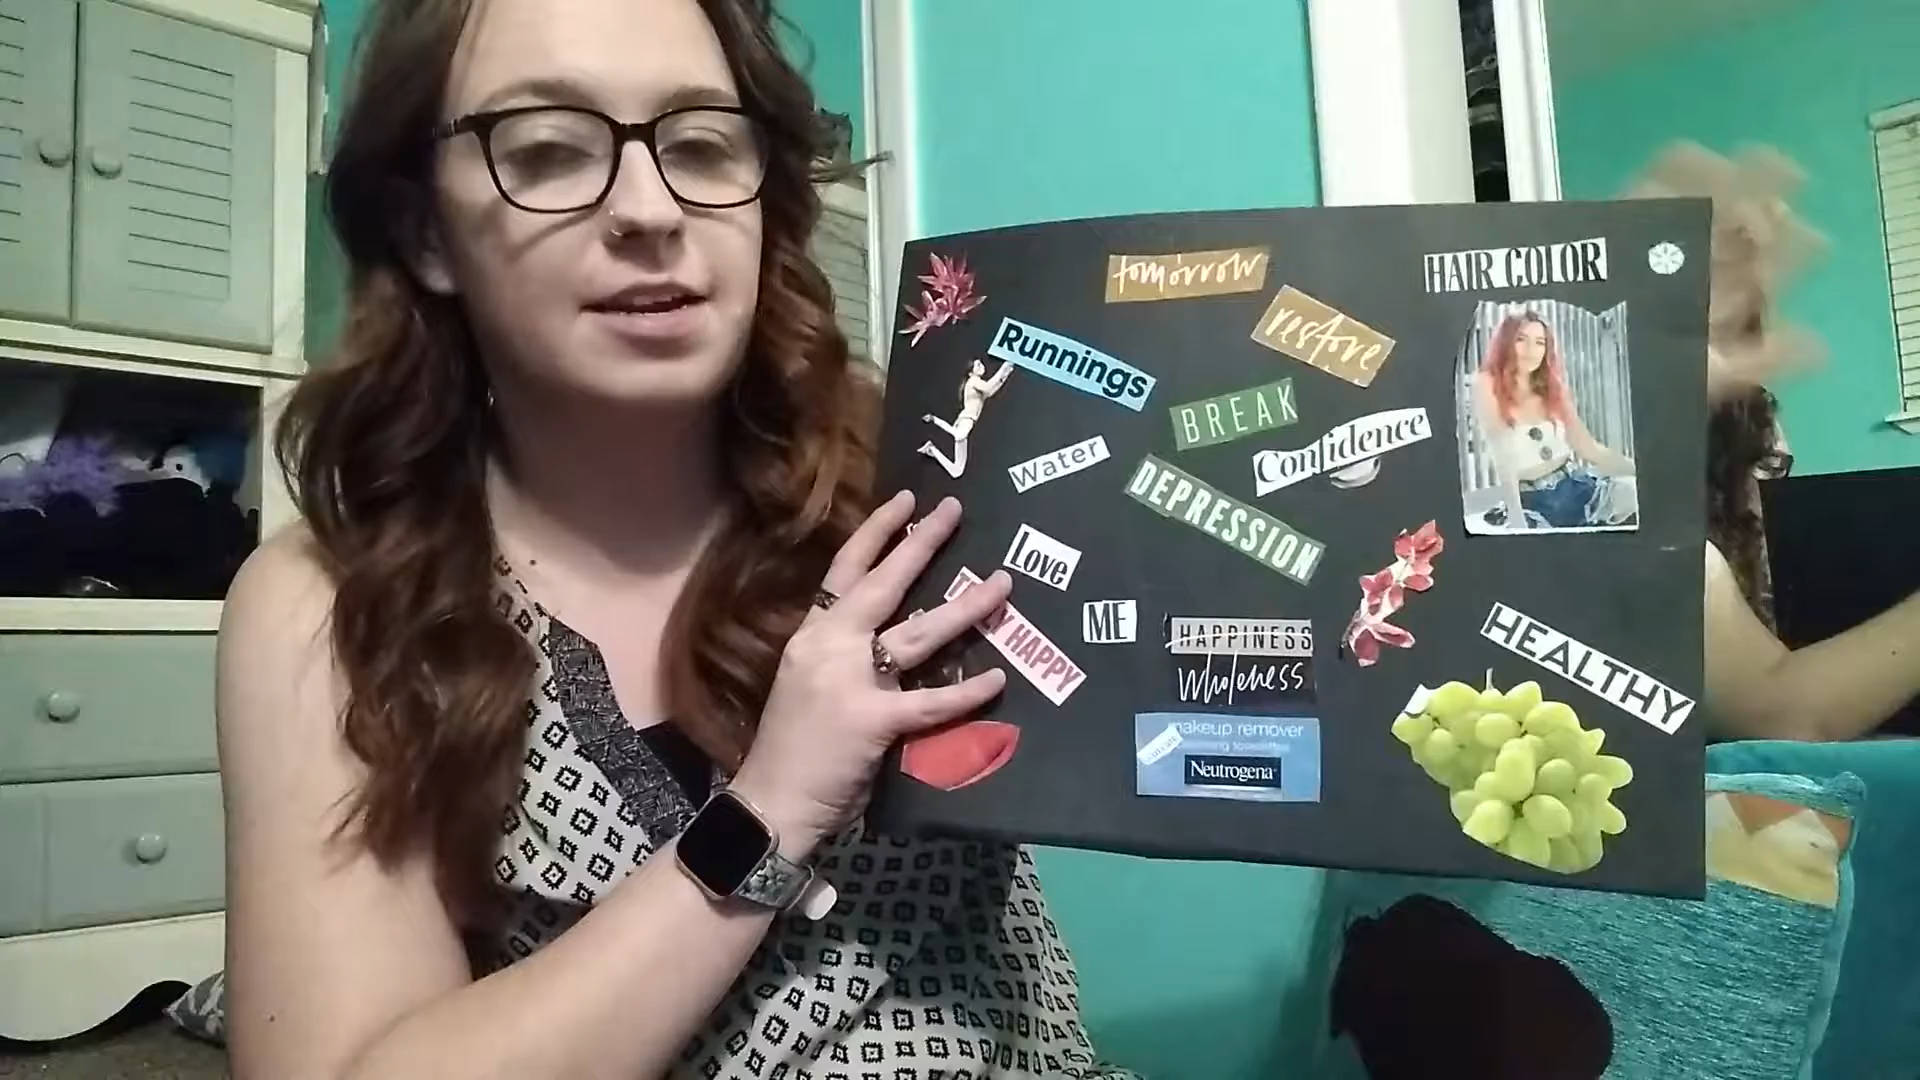 tomorrow
HAIR COLOR
restore
Runnings
BREAK
Confidence
Water
DEPRESSION
Love
ME
HAPPY
HAPPINESS
Wholeness
HEALTHY
makeup remover
Neutrogena